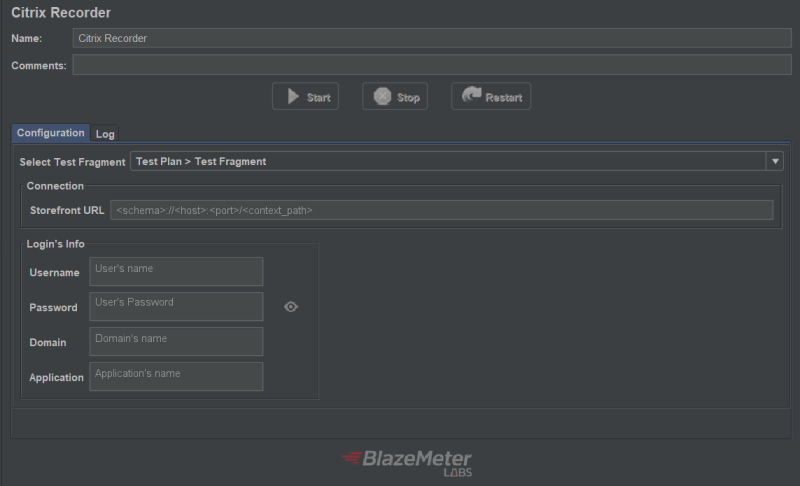 Citrix Recorder
Name: Citrix Recorder
Comments:
Start Stop Restart
Configuration Log
Select Test Fragment Test Plan > Test Fragment
Connection
Storefront URL <schema>://<host>:<port>/<context_path>
Login's Info
Username User's name
Password User's Password
Domain Domain's name
Application Application's name
BlazeMeter
LABS